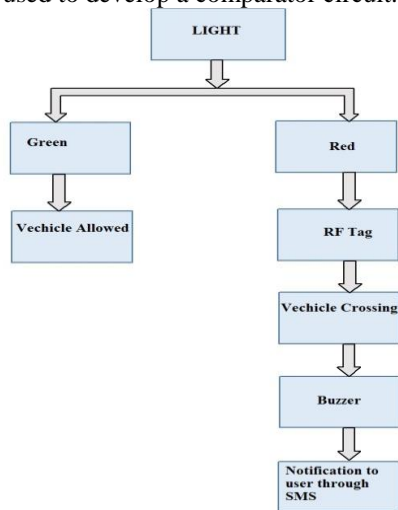 used to develop a comparator circuit.
LIGHT
Green
Red
Vechicle Allowed
RF Tag
Vechicle Crossing
Buzzer
Notification to
user through
SMS